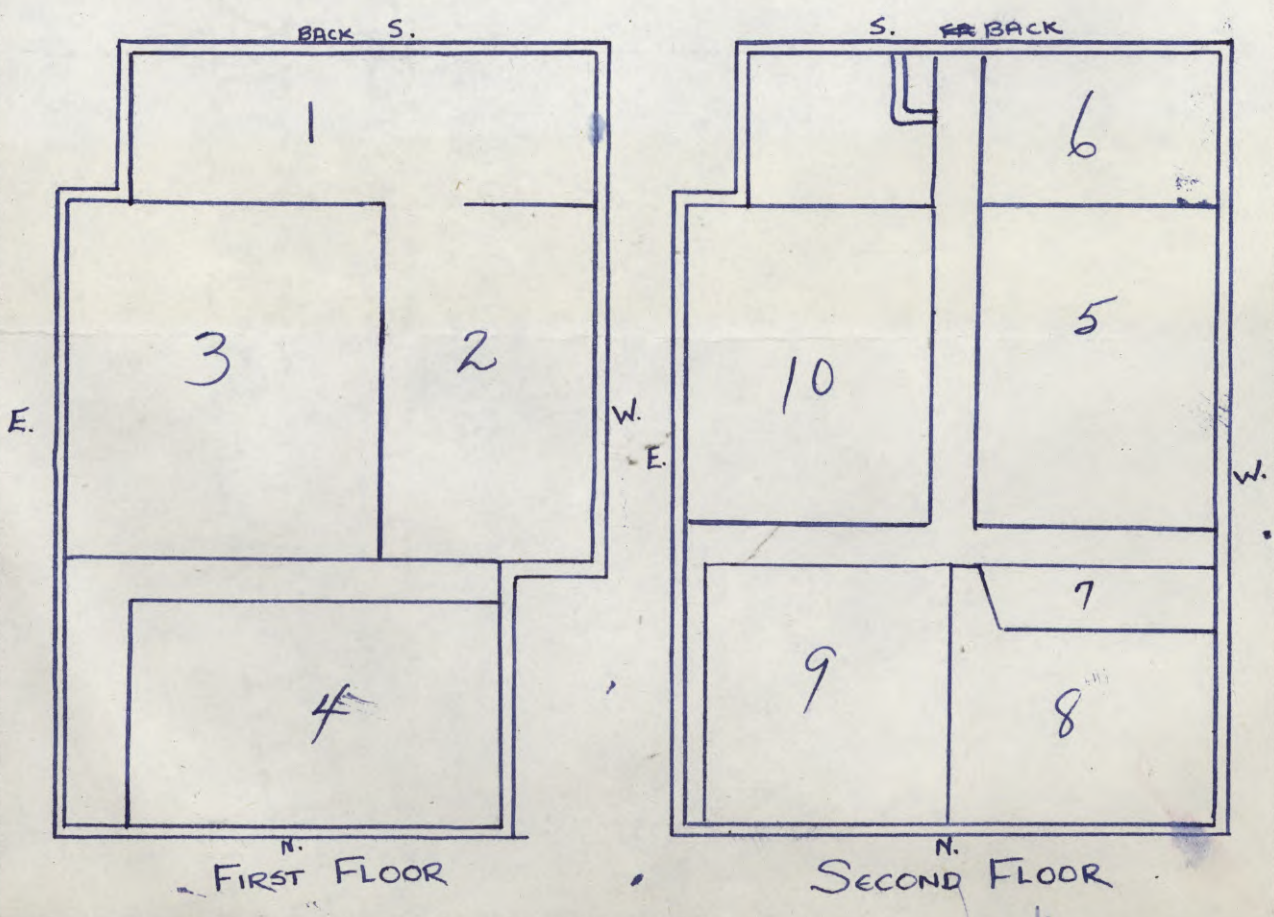 BACK S.
1
3
2
E.
W.
4
N.
FIRST FLOOR
S. BACK
6
5
10
E.
W.
7
9
8
N.
SECOND FLOOR